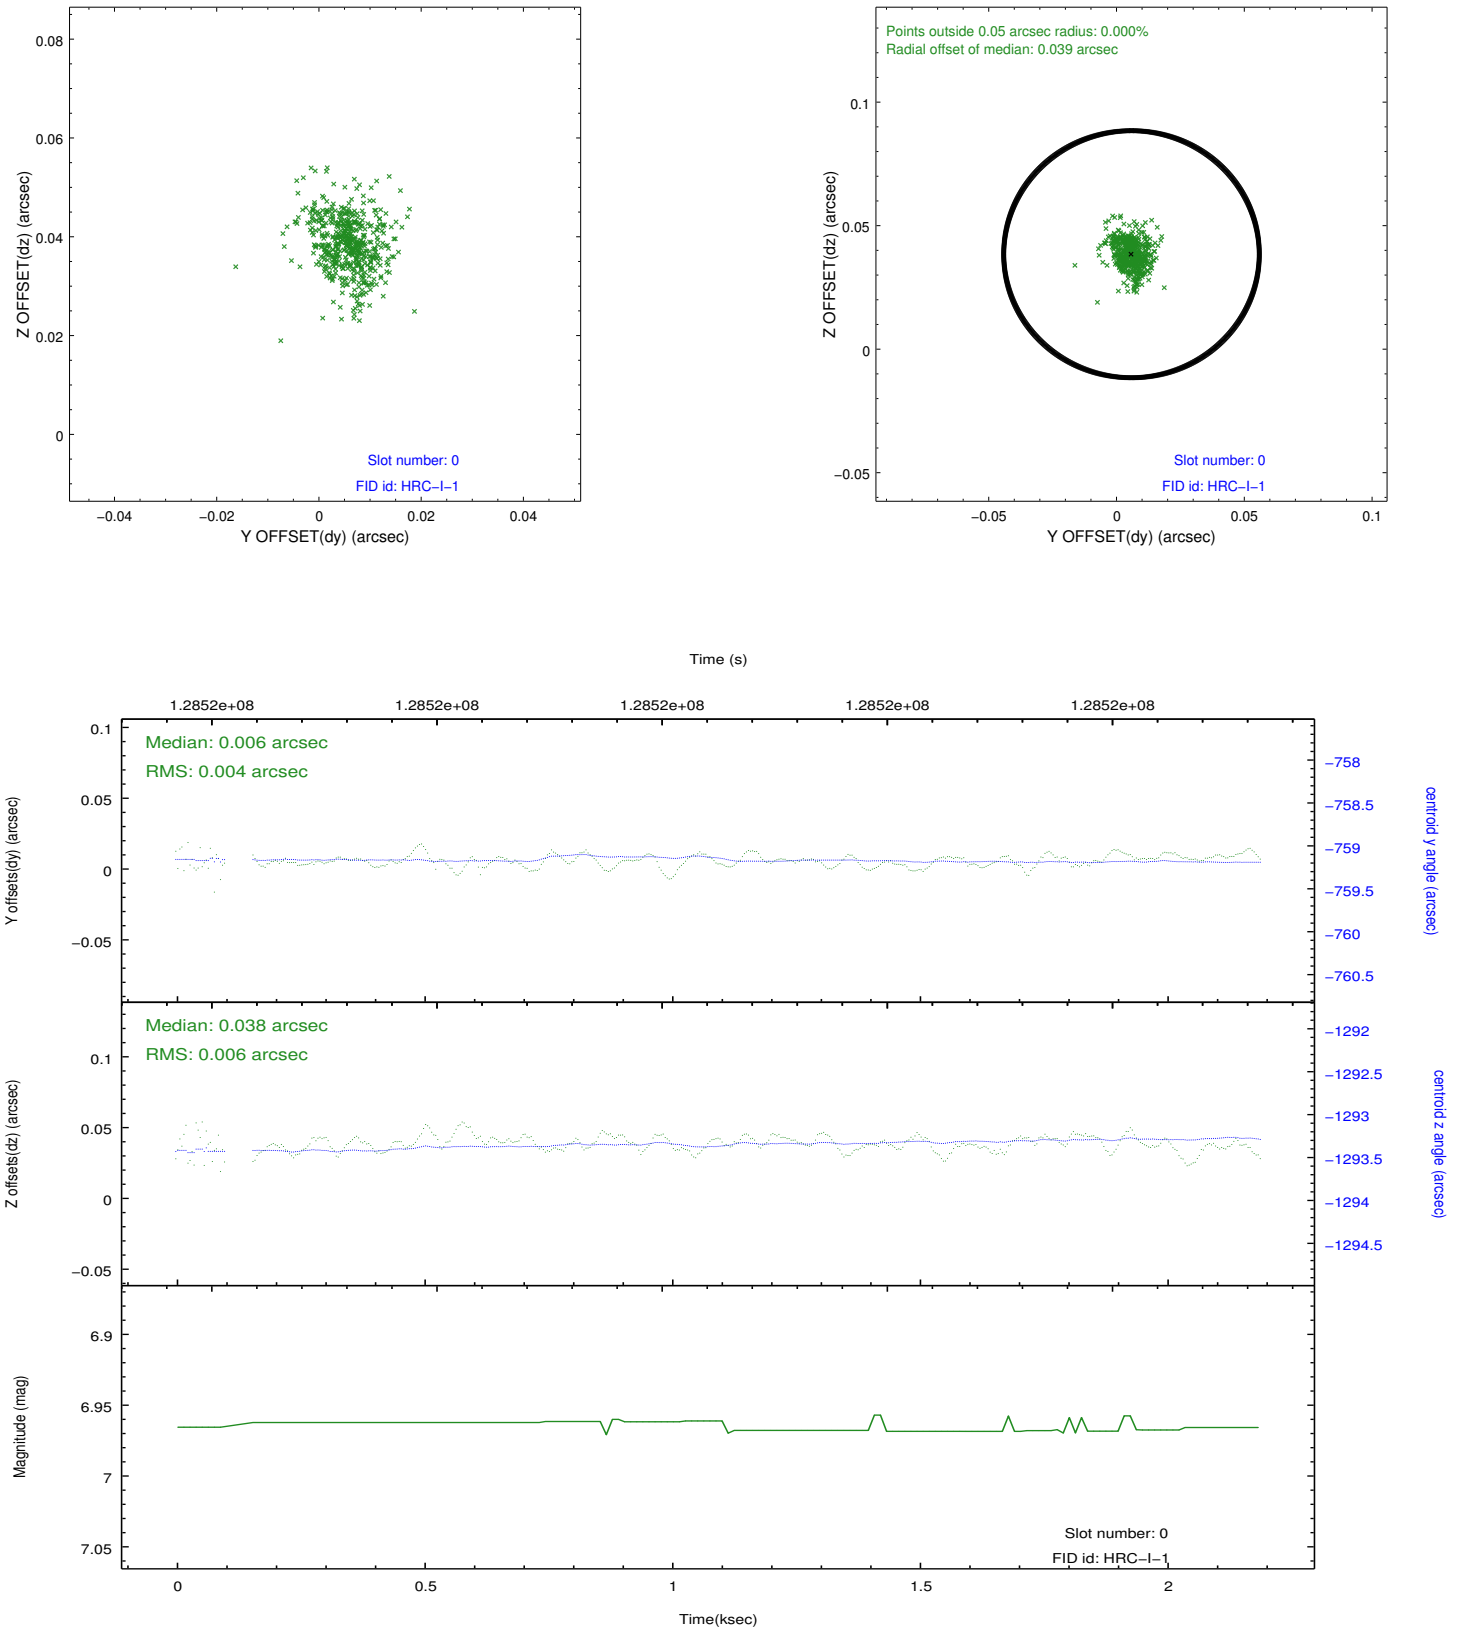 0.08
0.06
0.04
0.02
0
Z OFFSET(dz) (arcsec)
Slot number: 0
FID id: HRC−I−1
−0.04
−0.02
0
0.02
0.04
Y OFFSET(dy) (arcsec)
Points outside 0.05 arcsec radius: 0.000%
Radial offset of median: 0.039 arcsec
0.1
0.05
0
−0.05
Z OFFSET(dz) (arcsec)
Slot number: 0
FID id: HRC−I−1
−0.05
0
0.05
0.1
Y OFFSET(dy) (arcsec)
Time (s)
1.2852e+08
1.2852e+08
1.2852e+08
1.2852e+08
1.2852e+08
Median: 0.006 arcsec
RMS: 0.004 arcsec
0.1
0.05
0
−0.05
Y offsets(dy) (arcsec)
−758
−758.5
−759
−759.5
−760
−760.5
centroid y angle (arcsec)
Median: 0.038 arcsec
RMS: 0.006 arcsec
0.1
0.05
0
−0.05
Z offsets(dz) (arcsec)
−1292
−1292.5
−1293
−1293.5
−1294
−1294.5
centroid z angle (arcsec)
6.9
6.95
7
7.05
Magnitude (mag)
Slot number: 0
FID id: HRC−I−1
0
0.5
1
1.5
2
Time(ksec)